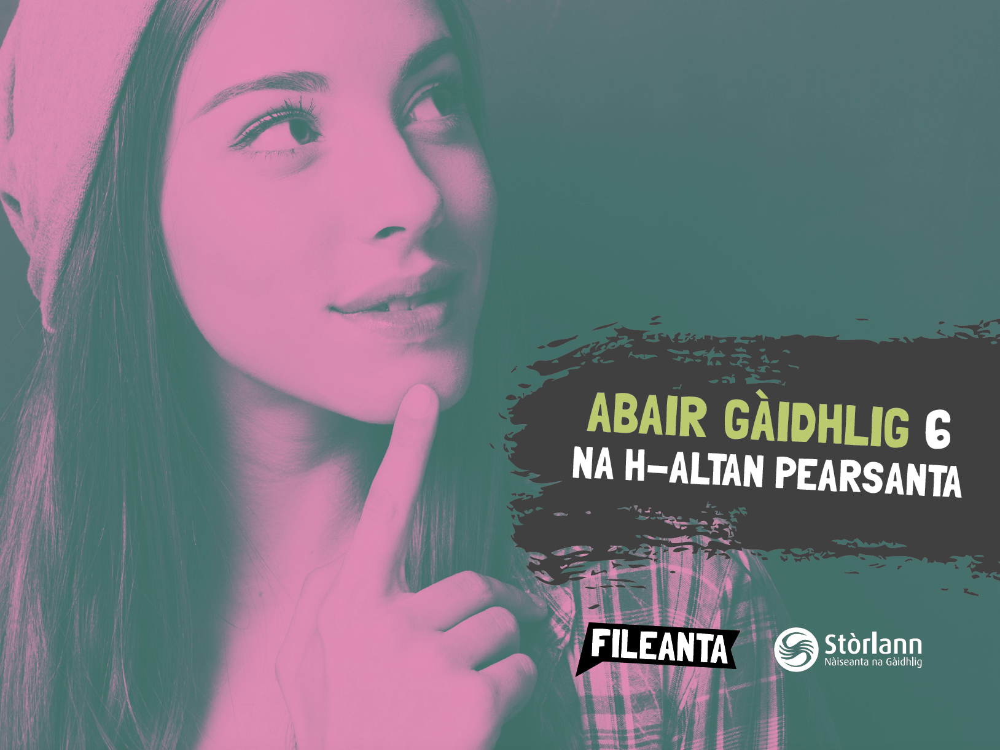 ABAIR GÀIDHLIG 6
NA H-ALTAN PEARSANTA
FILEANTA
Stòrlann
Nàiseanta na Gàidhlig